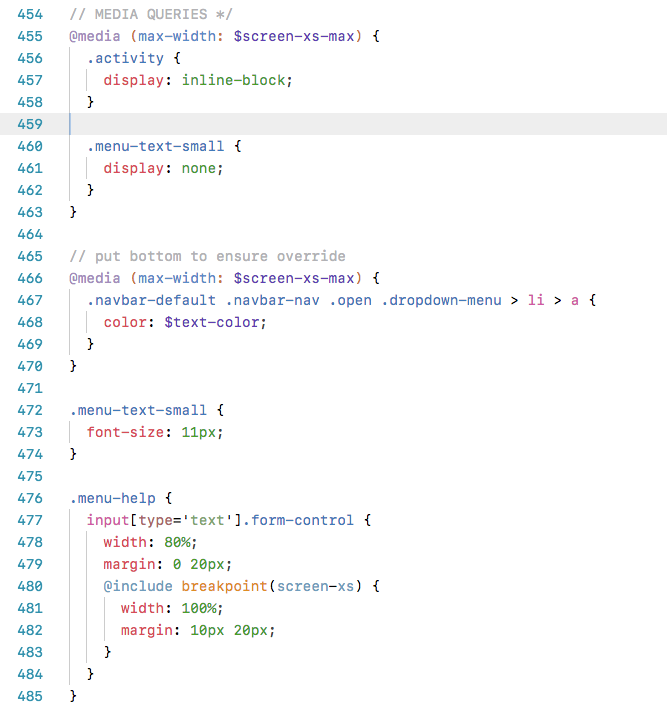 454 // MEDIA QUERIES */
455 @media (max-width: $screen-xs-max) {
456 .activity {
457 display: inline-block;
458 }
459
460 .menu-text-small {
461 display: none;
462 }
463 }
464
465 // put bottom to ensure override
466 @media (max-width: $screen-xs-max) {
467 .navbar-default .navbar-nav .open .dropdown-menu > li > a {
468 color: $text-color;
469 }
470 }
471
472 .menu-text-small {
473 font-size: 11px;
474 }
475
476 .menu-help {
477 input[type='text'].form-control {
478 width: 80%;
479 margin: 0 20px;
480 @include breakpoint(screen-xs) {
481 width: 100%;
482 margin: 10px 20px;
483 }
484 }
485 }